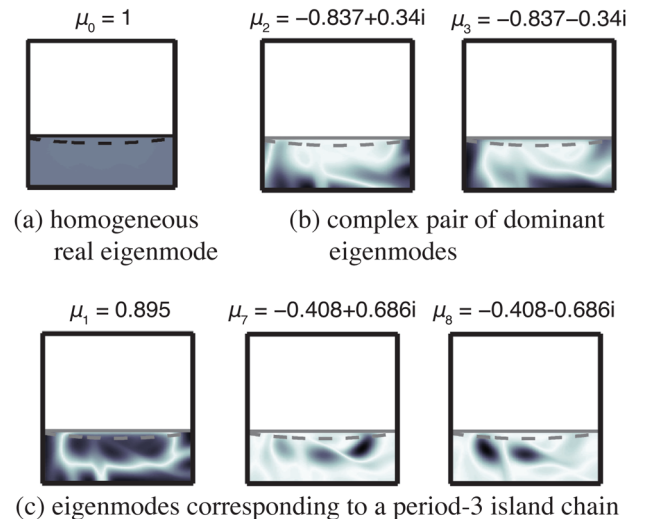 μ₀ = 1
μ₂ = −0.837+0.34i
μ₃ = −0.837−0.34i
(a) homogeneous
real eigenmode
(b) complex pair of dominant
eigenmodes
μ₁ = 0.895
μ₇ = −0.408+0.686i
μ₈ = −0.408-0.686i
(c) eigenmodes corresponding to a period-3 island chain